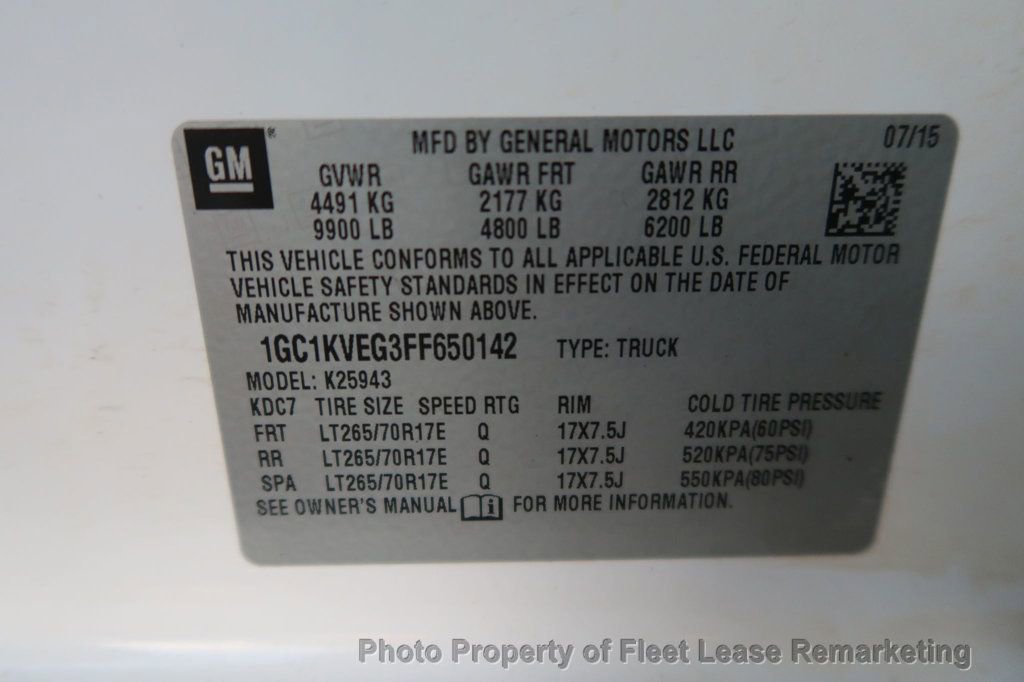 GM ®
MFD BY GENERAL MOTORS LLC 07/15
GVWR GAWR FRT GAWR RR
4491 KG 2177 KG 2812 KG
9900 LB 4800 LB 6200 LB
THIS VEHICLE CONFORMS TO ALL APPLICABLE U.S. FEDERAL MOTOR
VEHICLE SAFETY STANDARDS IN EFFECT ON THE DATE OF
MANUFACTURE SHOWN ABOVE.
1GC1KVEG3FF650142 TYPE: TRUCK
MODEL: K25943
KDC7 TIRE SIZE SPEED RTG RIM COLD TIRE PRESSURE
FRT LT265/70R17E Q 17X7.5J 420KPA(60PSI)
RR LT265/70R17E Q 17X7.5J 520KPA(75PSI)
SPA LT265/70R17E Q 17X7.5J 550KPA(80PSI)
SEE OWNER'S MANUAL i FOR MORE INFORMATION.
Photo Property of Fleet Lease Remarketing